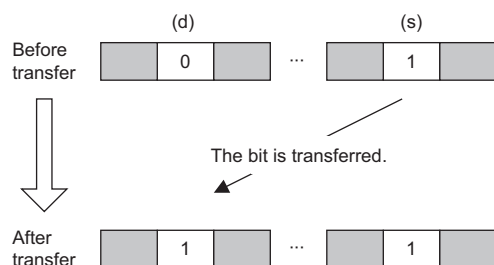 (d) (s)
Before
transfer
0 ... 1
The bit is transferred.
After
transfer
1 ... 1